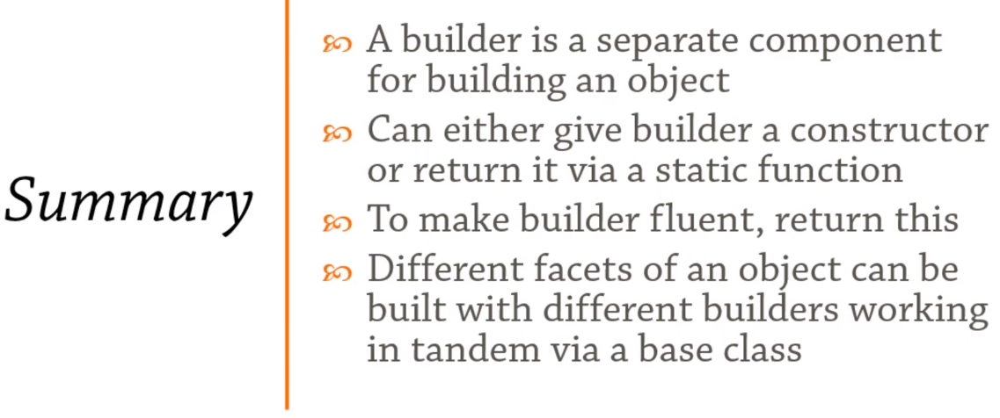 Summary
A builder is a separate component
for building an object
Can either give builder a constructor
or return it via a static function
To make builder fluent, return this
Different facets of an object can be
built with different builders working
in tandem via a base class